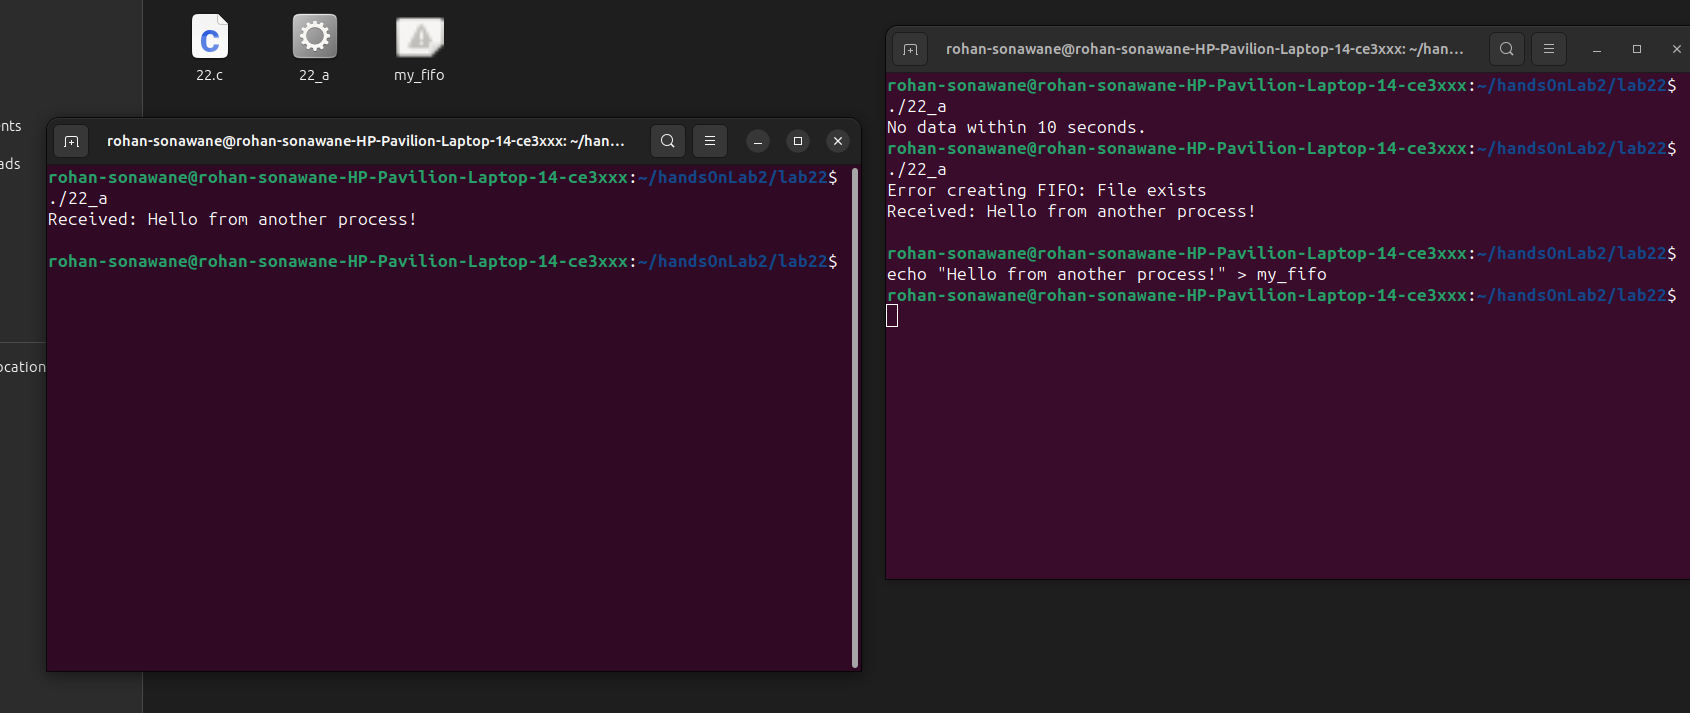 22.c
22_a
my_fifo
nts
ads
ocation
rohan-sonawane@rohan-sonawane-HP-Pavilion-Laptop-14-ce3xxx: ~/han...
rohan-sonawane@rohan-sonawane-HP-Pavilion-Laptop-14-ce3xxx:~/handsOnLab2/lab22$
./22_a
Received: Hello from another process!
rohan-sonawane@rohan-sonawane-HP-Pavilion-Laptop-14-ce3xxx:~/handsOnLab2/lab22$
rohan-sonawane@rohan-sonawane-HP-Pavilion-Laptop-14-ce3xxx: ~/han...
rohan-sonawane@rohan-sonawane-HP-Pavilion-Laptop-14-ce3xxx:~/handsOnLab2/lab22$
./22_a
No data within 10 seconds.
rohan-sonawane@rohan-sonawane-HP-Pavilion-Laptop-14-ce3xxx:~/handsOnLab2/lab22$
./22_a
Error creating FIFO: File exists
Received: Hello from another process!
rohan-sonawane@rohan-sonawane-HP-Pavilion-Laptop-14-ce3xxx:~/handsOnLab2/lab22$
echo "Hello from another process!" > my_fifo
rohan-sonawane@rohan-sonawane-HP-Pavilion-Laptop-14-ce3xxx:~/handsOnLab2/lab22$